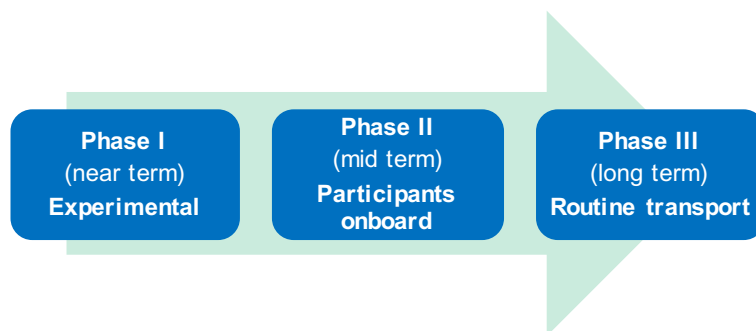 Phase I
(near term)
Experimental
Phase II
(mid term)
Participants
onboard
Phase III
(long term)
Routine transport